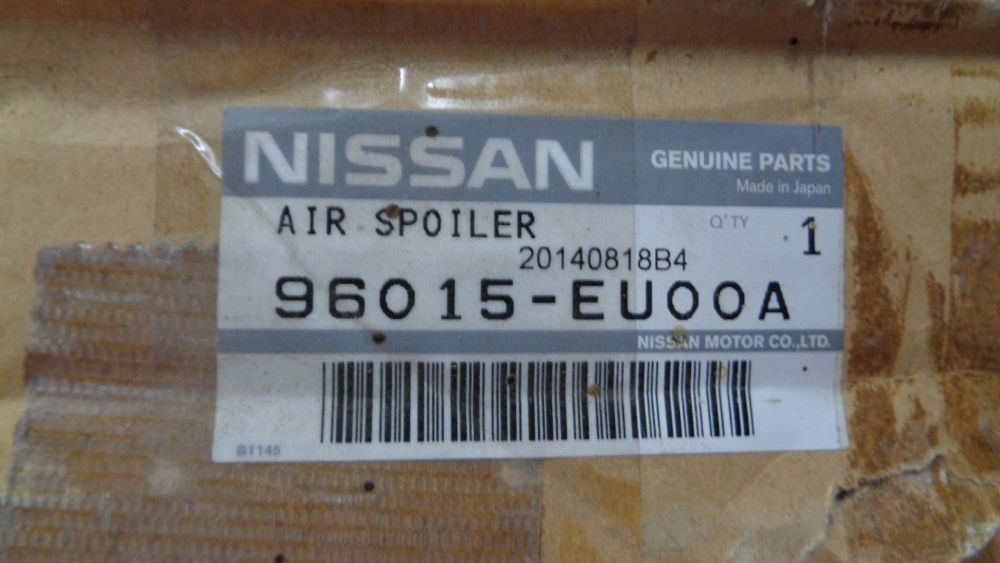 NISSAN
GENUINE PARTS
Made in Japan
AIR SPOILER
Q'TY 1
20140818B4
96015-EU00A
NISSAN MOTOR CO.,LTD.
B1145